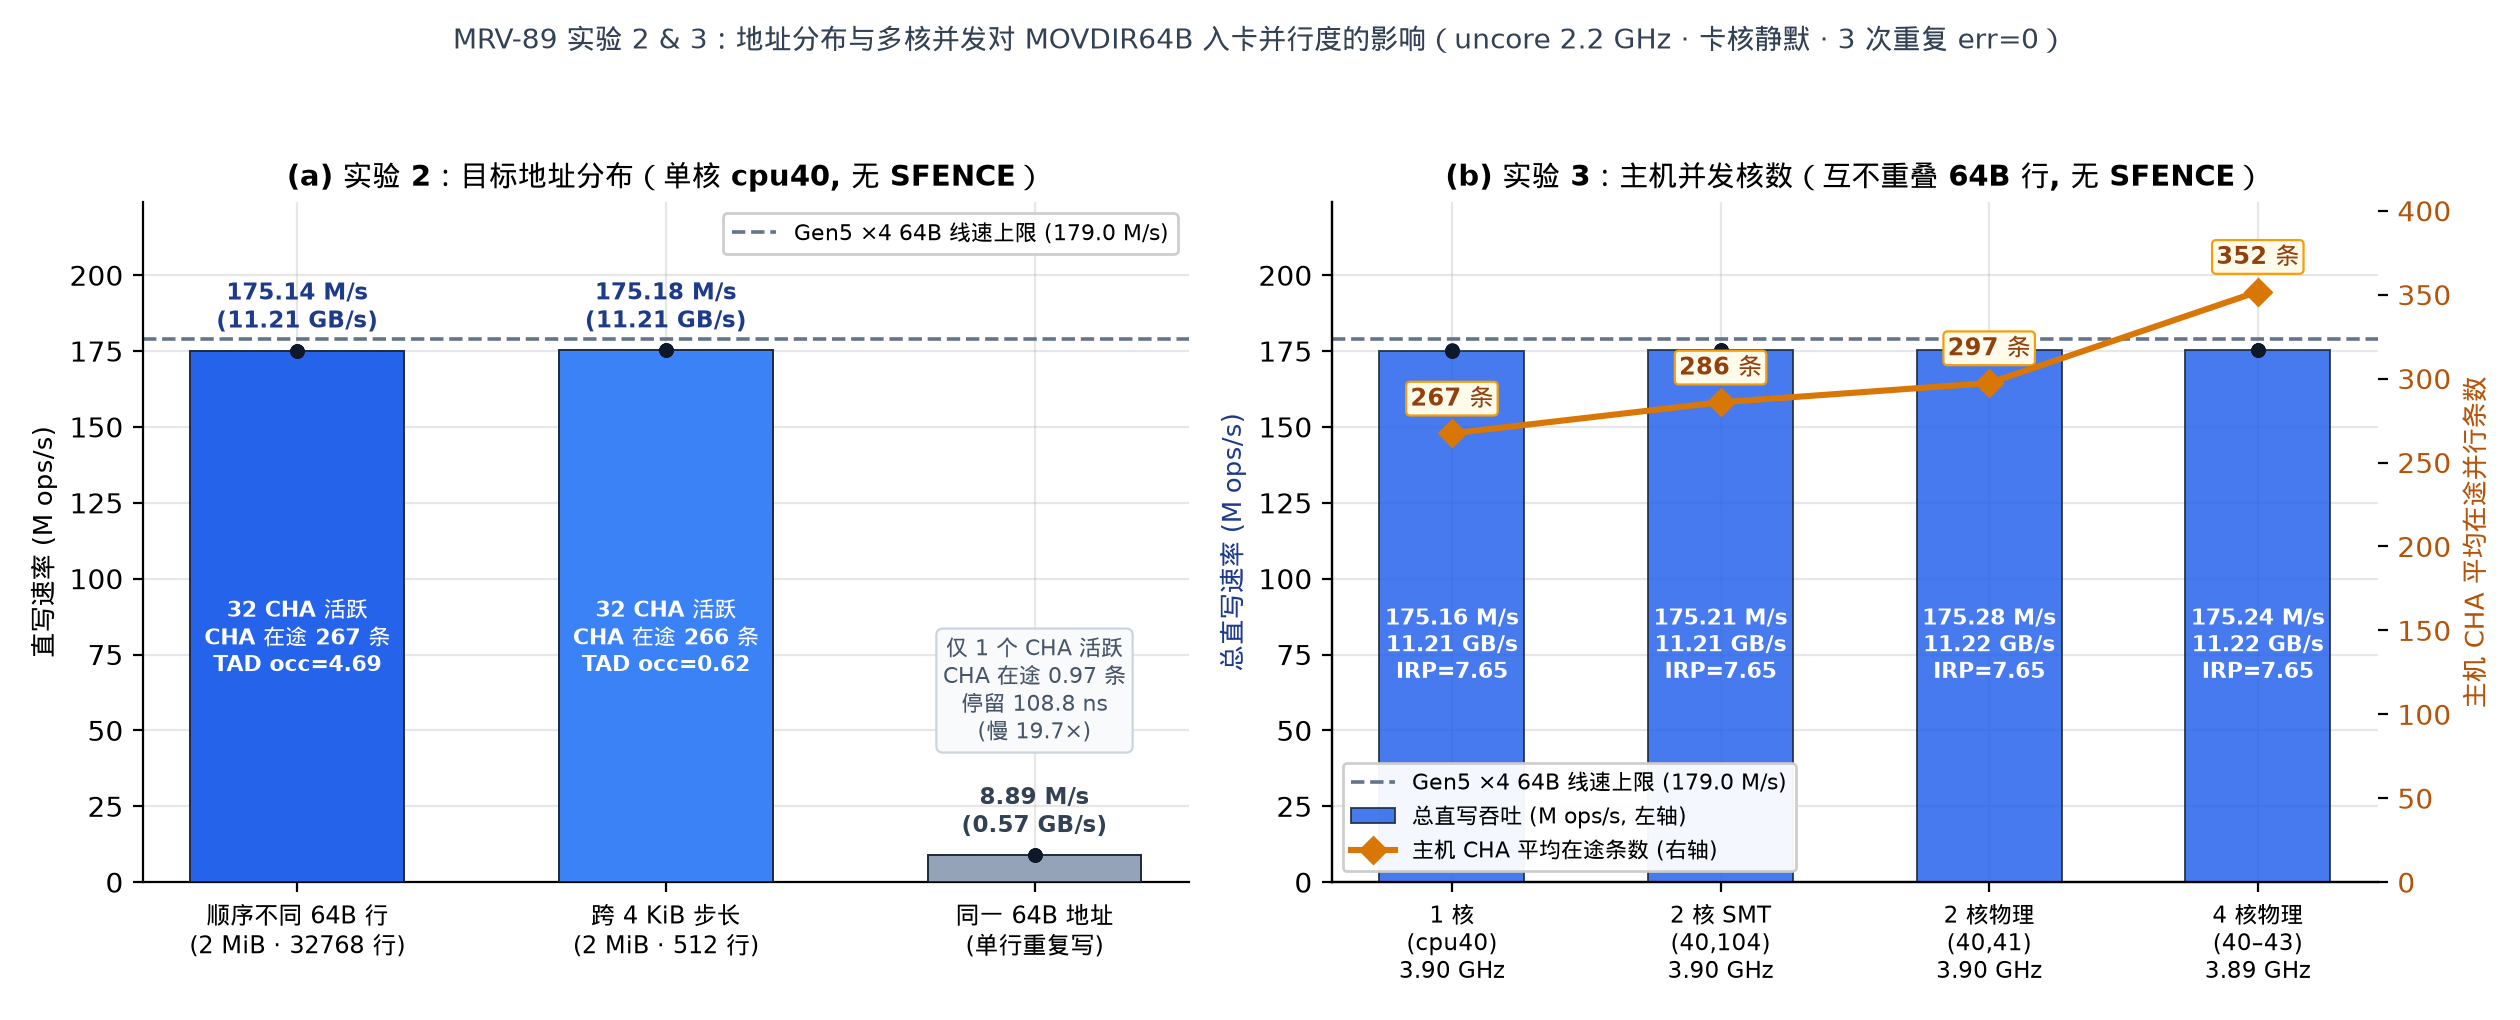 MRV-89 实验 2 & 3：地址分布与多核并发对 MOVDIR64B 入卡并行度的影响（uncore 2.2 GHz · 卡核静默 · 3 次重复 err=0）
(a) 实验 2：目标地址分布（单核 cpu40, 无 SFENCE）
Gen5 ×4 64B 线速上限 (179.0 M/s)
直写速率 (M ops/s)
200
175
150
125
100
75
50
25
0
175.14 M/s
(11.21 GB/s)
175.18 M/s
(11.21 GB/s)
32 CHA 活跃
CHA 在途 267 条
TAD occ=4.69
32 CHA 活跃
CHA 在途 266 条
TAD occ=0.62
仅 1 个 CHA 活跃
CHA 在途 0.97 条
停留 108.8 ns
(慢 19.7×)
8.89 M/s
(0.57 GB/s)
顺序不同 64B 行
(2 MiB · 32768 行)
跨 4 KiB 步长
(2 MiB · 512 行)
同一 64B 地址
(单行重复写)
(b) 实验 3：主机并发核数（互不重叠 64B 行, 无 SFENCE）
总直写速率 (M ops/s)
200
175
150
125
100
75
50
25
0
267 条
286 条
297 条
352 条
175.16 M/s
11.21 GB/s
IRP=7.65
175.21 M/s
11.21 GB/s
IRP=7.65
175.28 M/s
11.22 GB/s
IRP=7.65
175.24 M/s
11.22 GB/s
IRP=7.65
Gen5 ×4 64B 线速上限 (179.0 M/s)
总直写吞吐 (M ops/s, 左轴)
主机 CHA 平均在途条数 (右轴)
1 核
(cpu40)
3.90 GHz
2 核 SMT
(40,104)
3.90 GHz
2 核物理
(40,41)
3.90 GHz
4 核物理
(40–43)
3.89 GHz
400
350
300
250
200
150
100
50
0
主机 CHA 平均在途并行条数